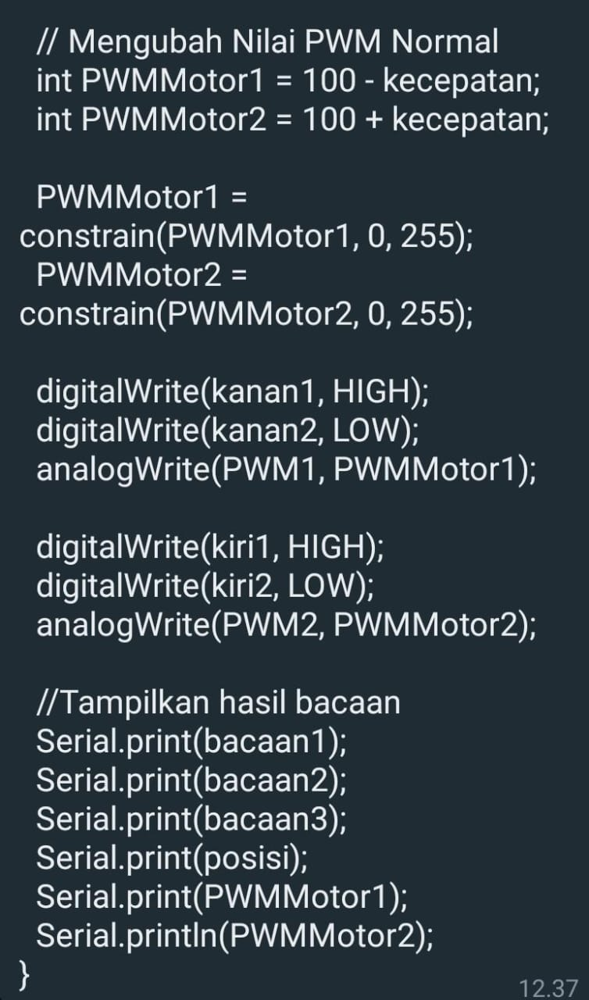 // Mengubah Nilai PWM Normal
int PWMMotor1 = 100 - kecepatan;
int PWMMotor2 = 100 + kecepatan;
PWMMotor1 =
constrain(PWMMotor1, 0, 255);
PWMMotor2 =
constrain(PWMMotor2, 0, 255);
digitalWrite(kanan1, HIGH);
digitalWrite(kanan2, LOW);
analogWrite(PWM1, PWMMotor1);
digitalWrite(kiri1, HIGH);
digitalWrite(kiri2, LOW);
analogWrite(PWM2, PWMMotor2);
//Tampilkan hasil bacaan
Serial.print(bacaan1);
Serial.print(bacaan2);
Serial.print(bacaan3);
Serial.print(posisi);
Serial.print(PWMMotor1);
Serial.println(PWMMotor2);
}
12.37